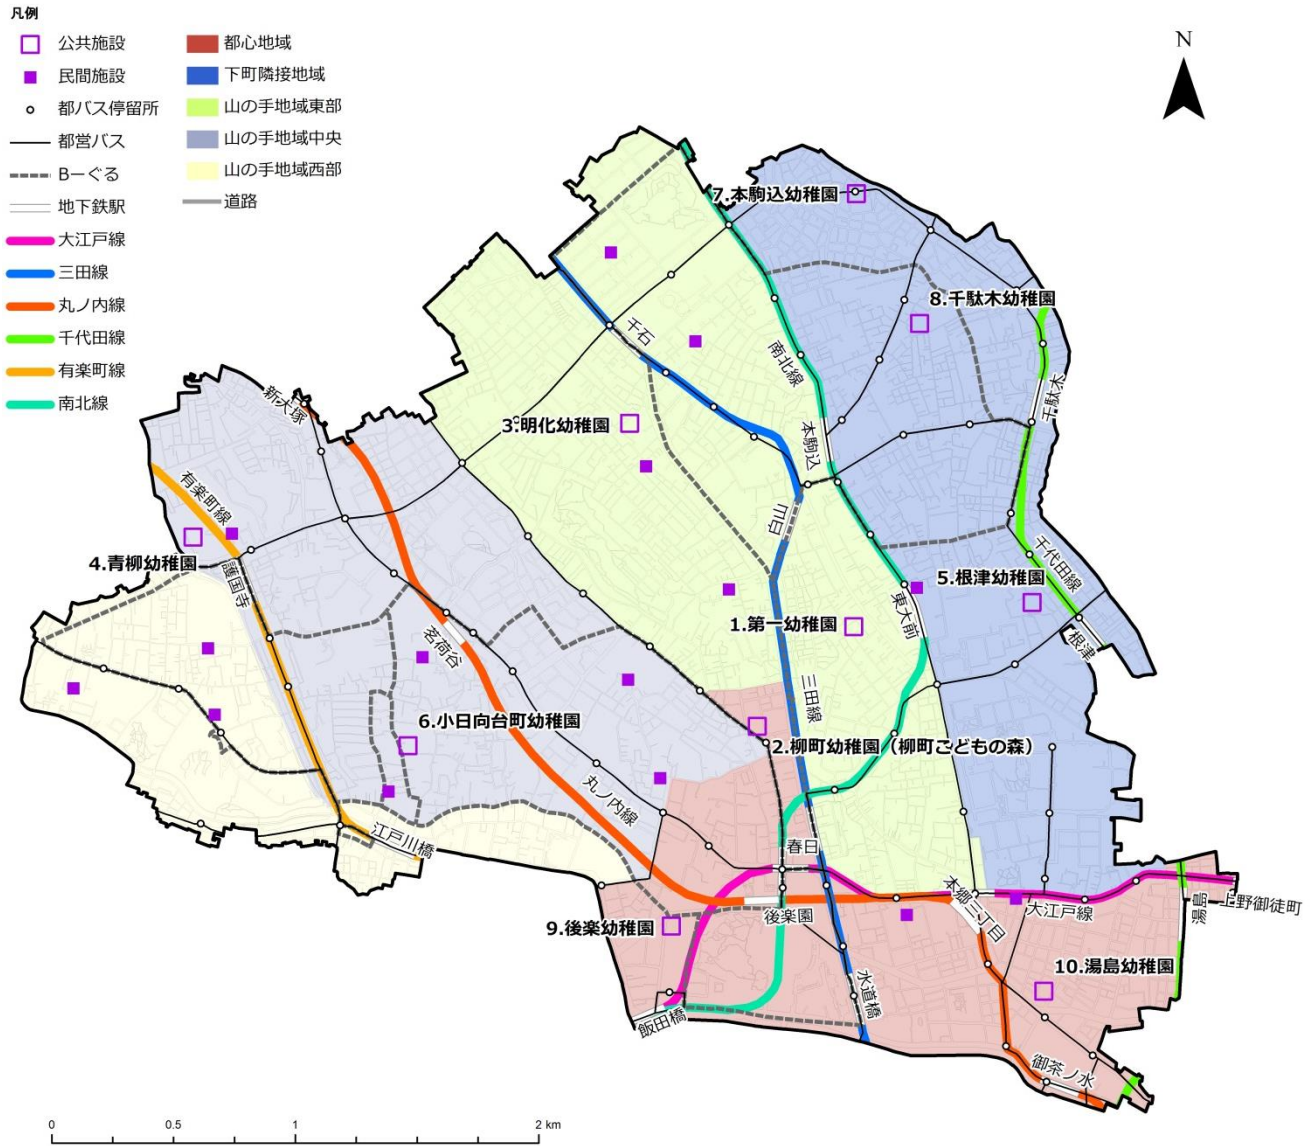 凡例
公共施設
民間施設
都バス停留所
都営バス
Bーぐる
地下鉄駅
大江戸線
三田線
丸ノ内線
千代田線
有楽町線
南北線
都心地域
下町隣接地域
山の手地域東部
山の手地域中央
山の手地域西部
道路
N
7.本駒込幼稚園
8.千駄木幼稚園
千石
南北線
千駄木
新大塚
3.明化幼稚園
本駒込
有楽町線
白山
4.青柳幼稚園
護国寺
千代田線
5.根津幼稚園
東大前
1.第一幼稚園
茗荷谷
根津
三田線
6.小日向台町幼稚園
2.柳町幼稚園（柳町こどもの森）
丸ノ内線
江戸川橋
春日
本郷三丁目
大江戸線
湯島
上野御徒町
後楽園
9.後楽幼稚園
10.湯島幼稚園
水道橋
飯田橋
御茶ノ水
0 0.5 1 2 km